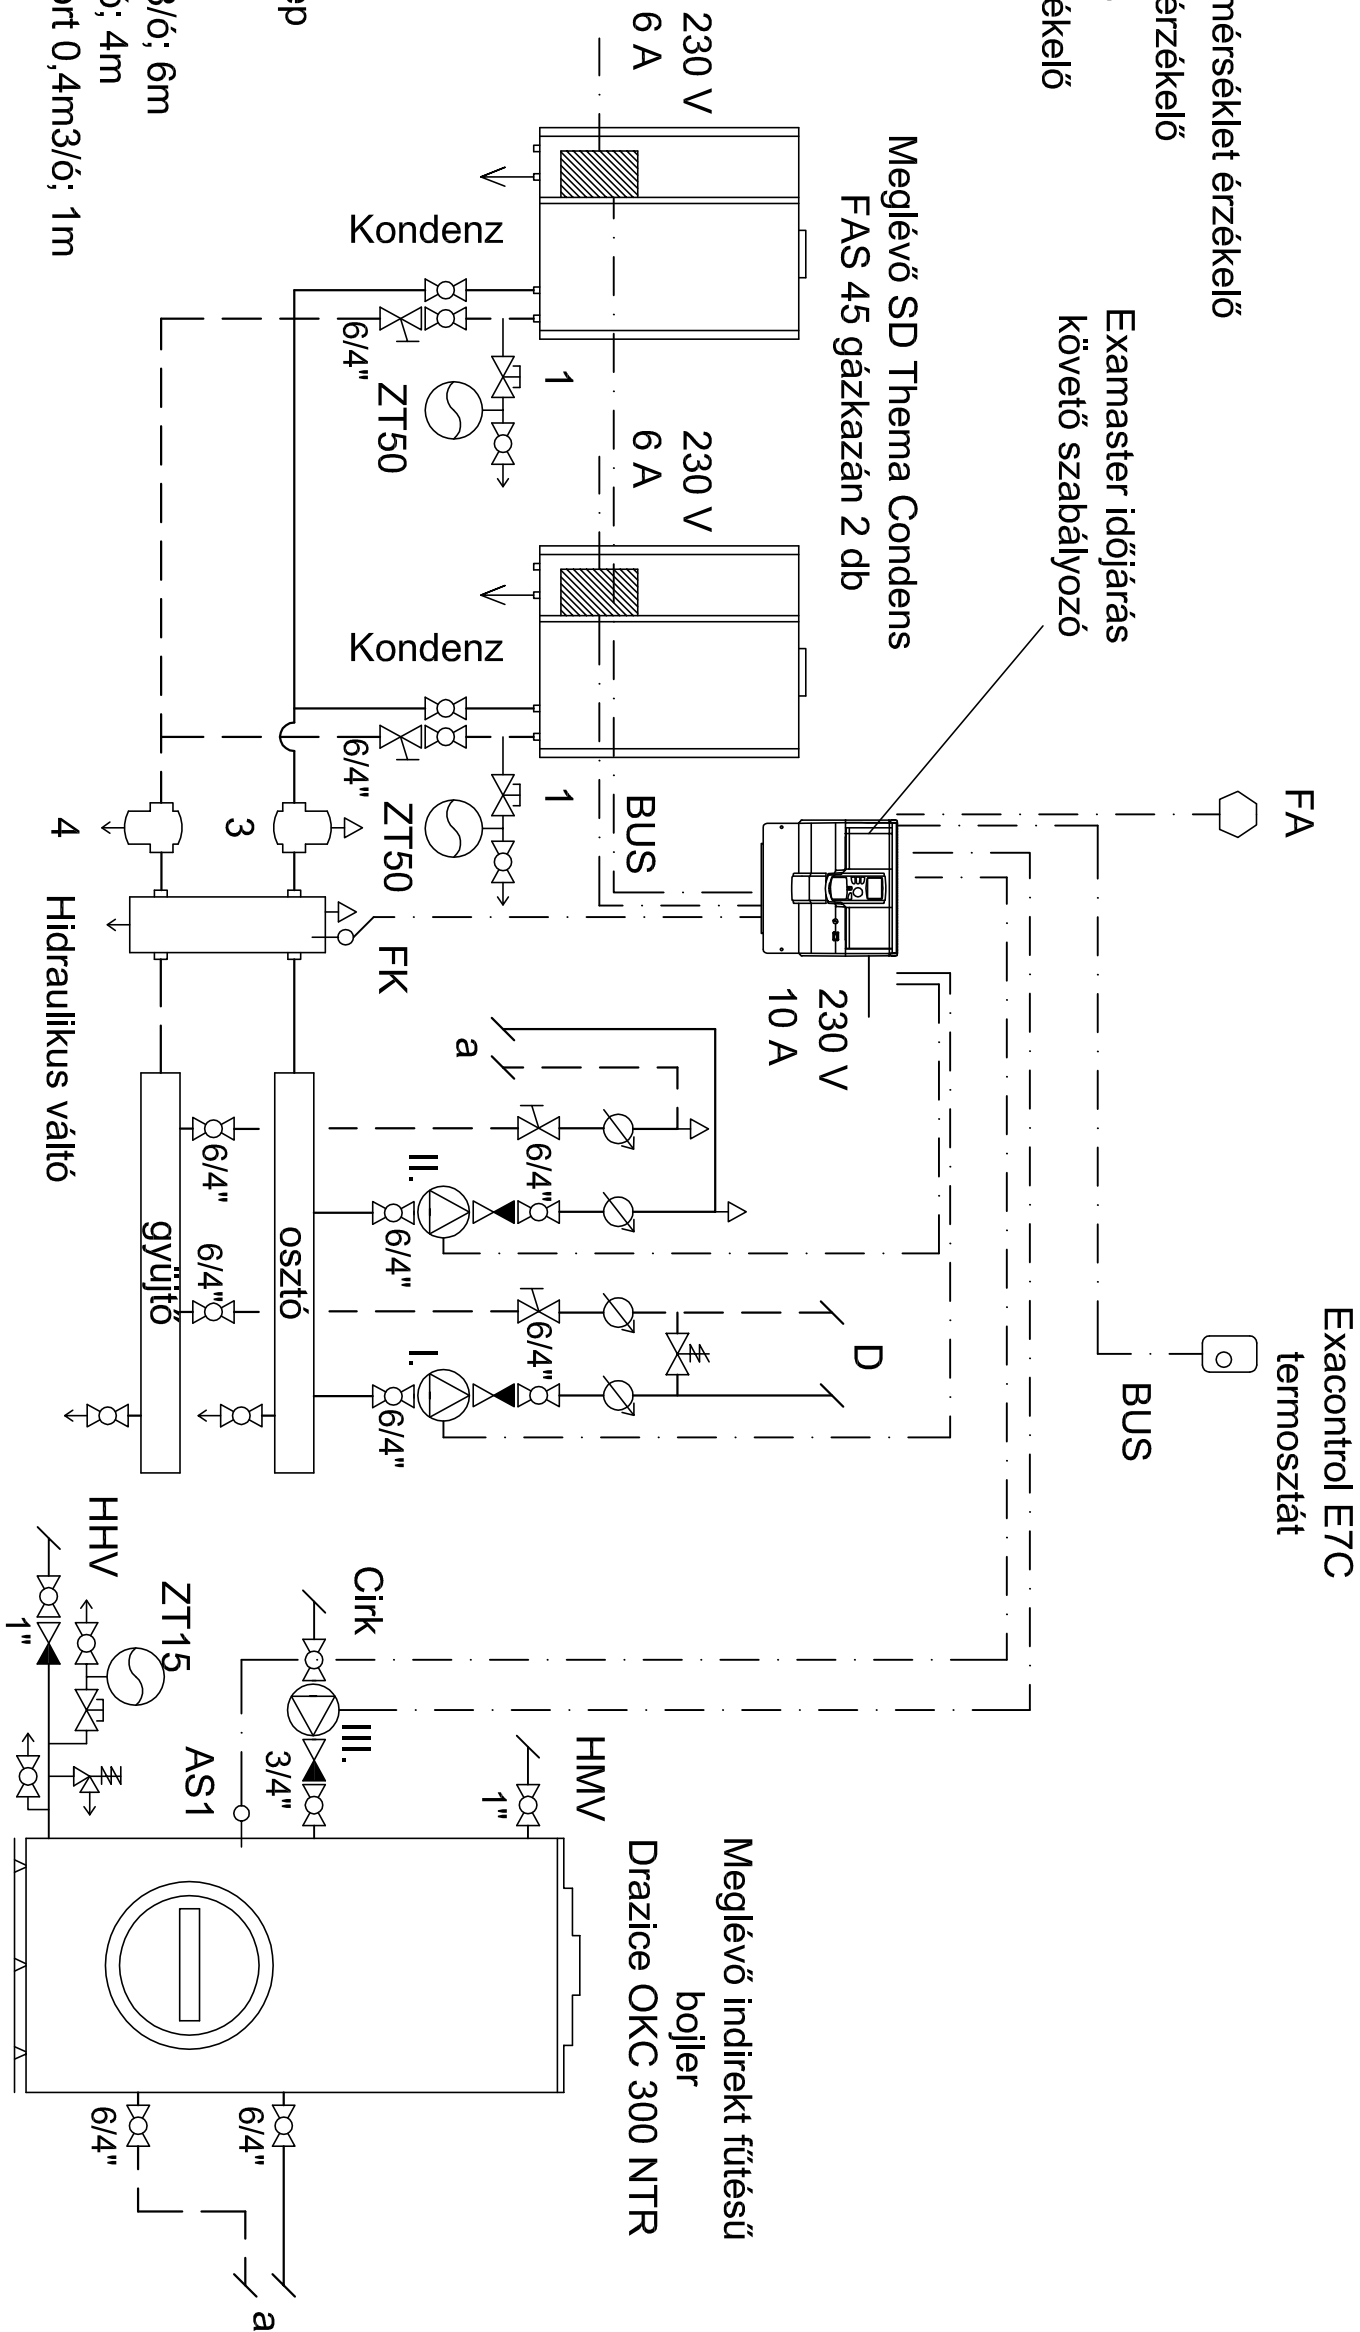 mérséklet érzékelő
érzékelő
ékelő
3/ó; 6m
ó; 4m
ort 0,4m3/ó; 1m
FA
Exacontrol E7C
termosztát
BUS
Examaster időjárás
követő szabályozó
Meglévő SD Thema Condens
FAS 45 gázkazán 2 db
230 V
6 A
230 V
6 A
230 V
10 A
BUS
Kondenz
Kondenz
6/4"
6/4"
1
1
ZT50
ZT50
3
4
FK
Hidraulikus váltó
a
D
6/4"
6/4"
II.
I.
6/4"
6/4"
6/4"
6/4"
osztó
gyűjtő
Meglévő indirekt fűtésű
bojler
Drazice OKC 300 NTR
HMV
1"
Cirk
III.
3/4"
AS1
ZT15
HHV
1"
6/4"
6/4"
a